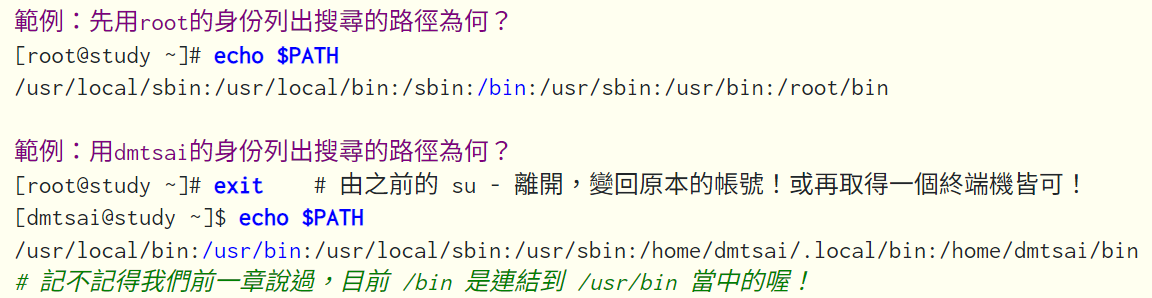 範例：先用root的身份列出搜尋的路徑為何？
[root@study ~]# echo $PATH
/usr/local/sbin:/usr/local/bin:/sbin:/bin:/usr/sbin:/usr/bin:/root/bin
範例：用dmtsai的身份列出搜尋的路徑為何？
[root@study ~]# exit    # 由之前的 su - 離開，變回原本的帳號！或再取得一個終端機皆可！
[dmtsai@study ~]$ echo $PATH
/usr/local/bin:/usr/bin:/usr/local/sbin:/usr/sbin:/home/dmtsai/.local/bin:/home/dmtsai/bin
# 記不記得我們前一章說過，目前 /bin 是連結到 /usr/bin 當中的喔！